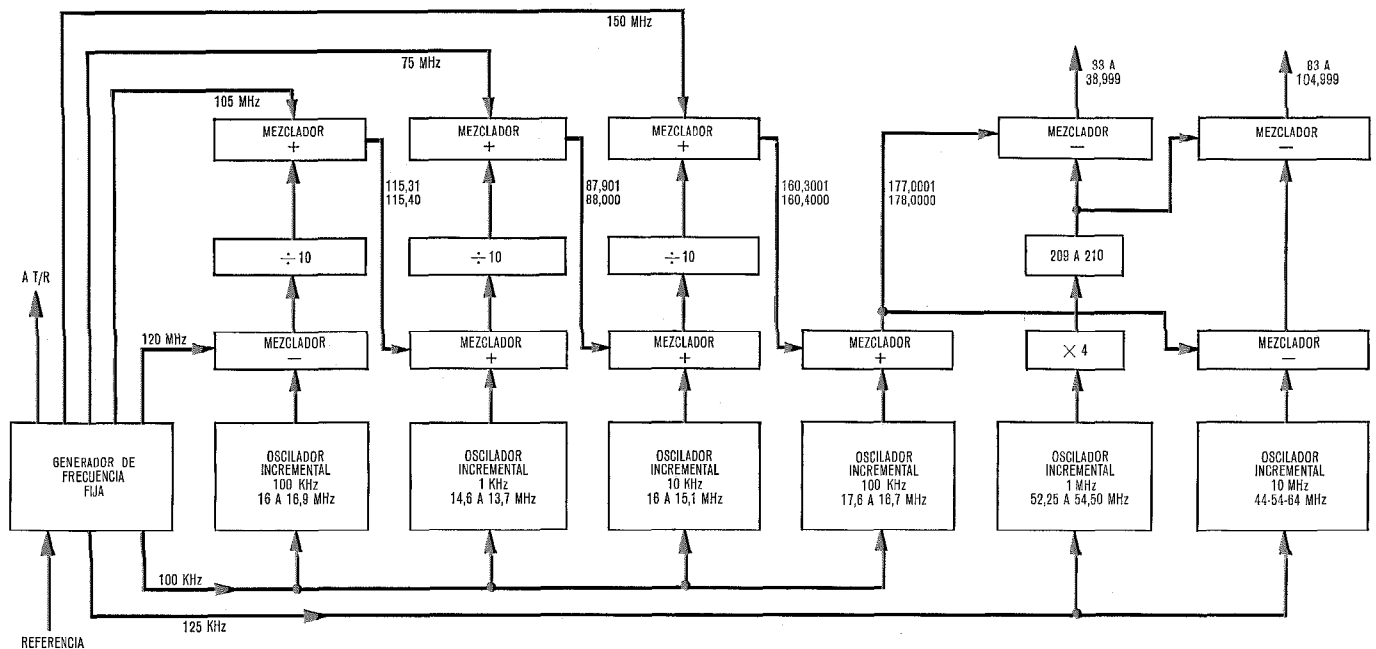 150 MHz
75 MHz
105 MHz
33 A
38,999
83 A
104,999
MEZCLADOR
+
MEZCLADOR
+
MEZCLADOR
+
MEZCLADOR
−
MEZCLADOR
−
115,31
115,40
87,901
88,000
160,3001
160,4000
177,0001
178,0000
÷10
÷10
÷10
209 A 210
A T/R
120 MHz
MEZCLADOR
−
MEZCLADOR
+
MEZCLADOR
+
MEZCLADOR
+
× 4
MEZCLADOR
−
GENERADOR DE
FRECUENCIA
FIJA
OSCILADOR
INCREMENTAL
100 KHz
16 A 16,9 MHz
OSCILADOR
INCREMENTAL
1 KHz
14,6 A 13,7 MHz
OSCILADOR
INCREMENTAL
10 KHz
16 A 15,1 MHz
OSCILADOR
INCREMENTAL
100 KHz
17,6 A 16,7 MHz
OSCILADOR
INCREMENTAL
1 MHz
52,25 A 54,50 MHz
OSCILADOR
INCREMENTAL
10 MHz
44-54-64 MHz
100 KHz
125 KHz
REFERENCIA